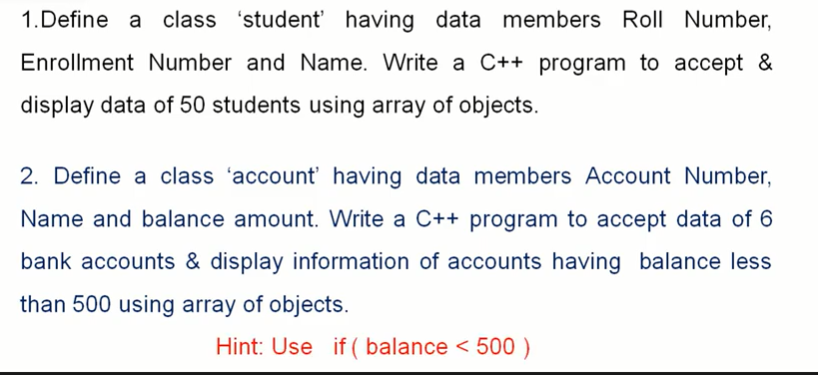 1.Define a class ‘student’ having data members Roll Number,
Enrollment Number and Name. Write a C++ program to accept &
display data of 50 students using array of objects.
2. Define a class ‘account’ having data members Account Number,
Name and balance amount. Write a C++ program to accept data of 6
bank accounts & display information of accounts having balance less
than 500 using array of objects.
Hint: Use if ( balance < 500 )